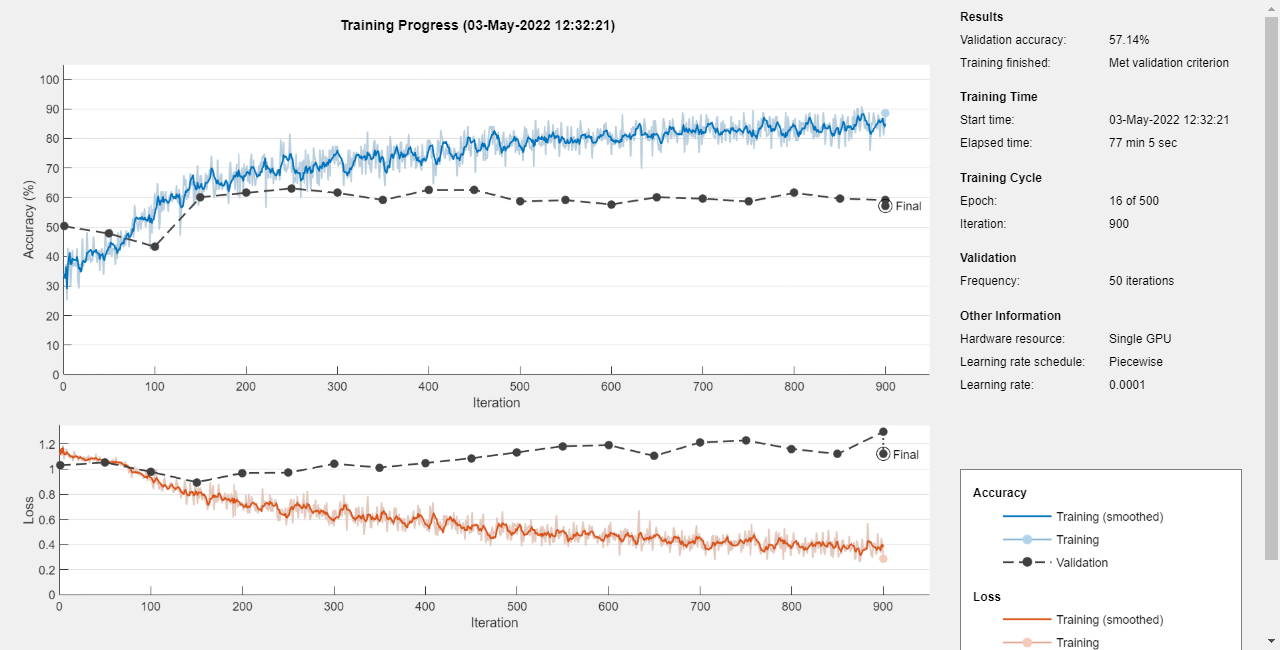 Training Progress (03-May-2022 12:32:21)
100
90
80
70
60
50
40
30
20
10
0
Accuracy (%)
Final
0 100 200 300 400 500 600 700 800 900
Iteration
1.2
1
0.8
0.6
0.4
0.2
0
Loss
Final
0 100 200 300 400 500 600 700 800 900
Iteration
Results
Validation accuracy: 57.14%
Training finished: Met validation criterion
Training Time
Start time: 03-May-2022 12:32:21
Elapsed time: 77 min 5 sec
Training Cycle
Epoch: 16 of 500
Iteration: 900
Validation
Frequency: 50 iterations
Other Information
Hardware resource: Single GPU
Learning rate schedule: Piecewise
Learning rate: 0.0001
Accuracy
Training (smoothed)
Training
Validation
Loss
Training (smoothed)
Training